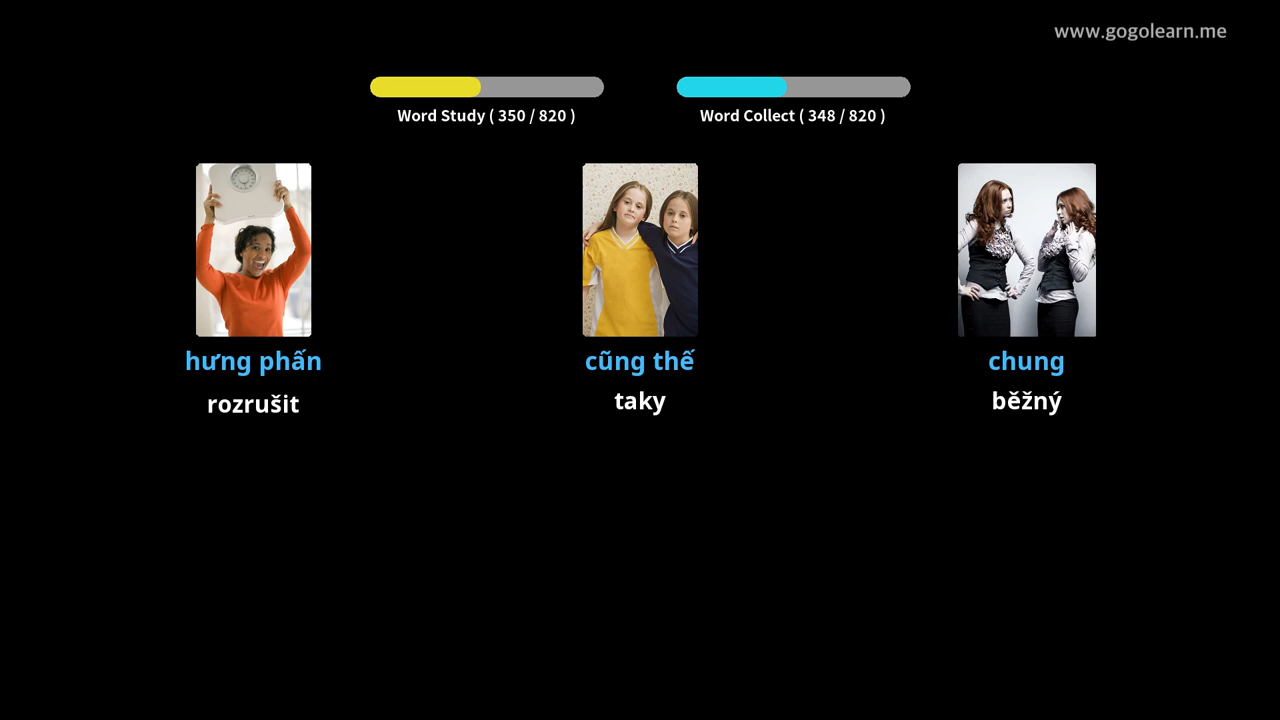 www.gogolearn.me
Word Study ( 350 / 820 )
Word Collect ( 348 / 820 )
hưng phấn
cũng thế
chung
rozrušit
taky
běžný